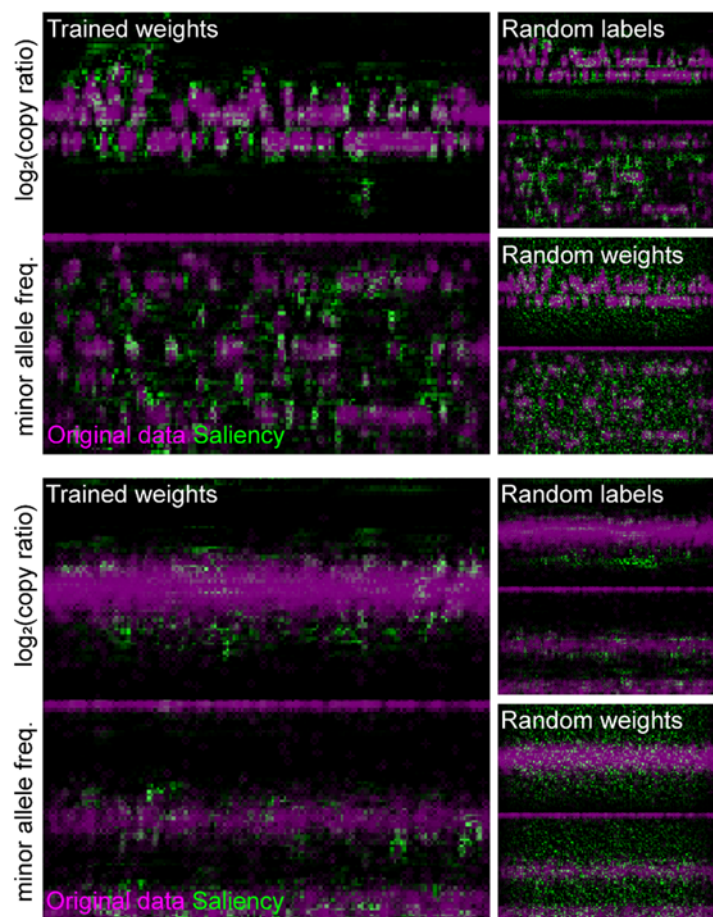 Trained weights
Random labels
log₂(copy ratio)
minor allele freq.
Random weights
Original data Saliency
Trained weights
Random labels
log₂(copy ratio)
minor allele freq.
Random weights
Original data Saliency